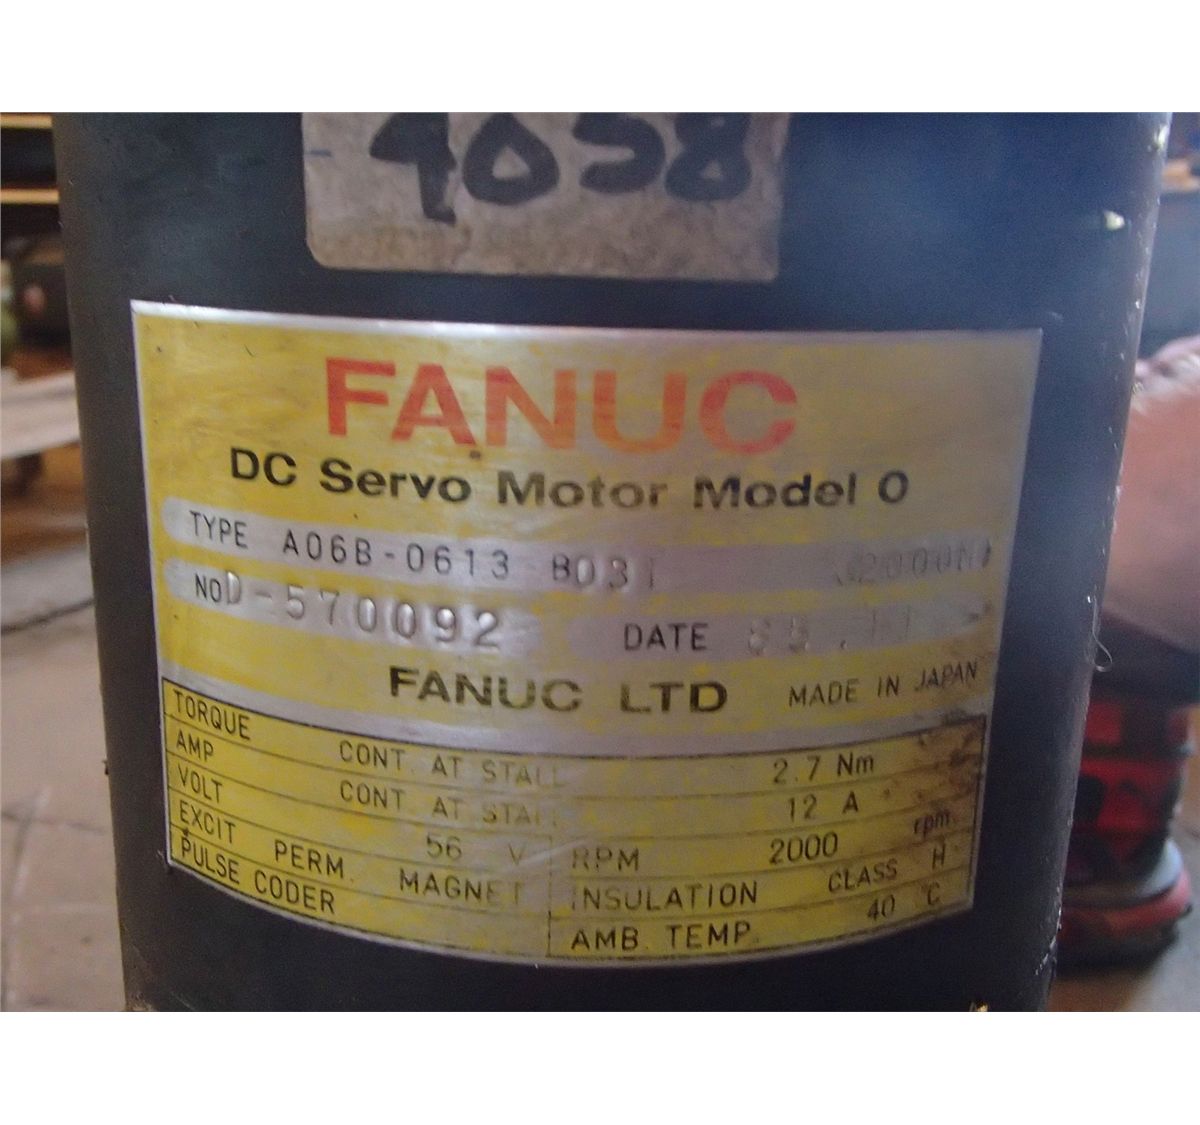 4058
FANUC
DC Servo Motor Model 0
TYPE A06B-0613 B031
NO D-570092 DATE
FANUC LTD MADE IN JAPAN
TORQUE CONT. AT STALL 2.7 Nm
AMP CONT. AT STALL 12 A
VOLT 56 V RPM 2000 rpm
EXCIT PERM. MAGNET INSULATION CLASS H
PULSE CODER AMB. TEMP. 40 °C